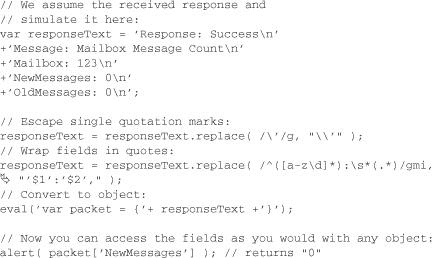 // We assume the received response and
// simulate it here:
var responseText = ‘Response: Success\n’
+‘Message: Mailbox Message Count\n’
+‘Mailbox: 123\n’
+‘NewMessages: 0\n’
+‘OldMessages: 0\n’;
// Escape single quotation marks:
responseText = responseText.replace( /\’/g, "\\’" );
// Wrap fields in quotes:
responseText = responseText.replace( /^([a-z\d]*):\s*(.*)/gmi,
"’$1’:‘$2’," );
// Convert to object:
eval(‘var packet = {’+ responseText +‘}’);
// Now you can access the fields as you would with any object:
alert( packet[‘NewMessages’] ); // returns "0"